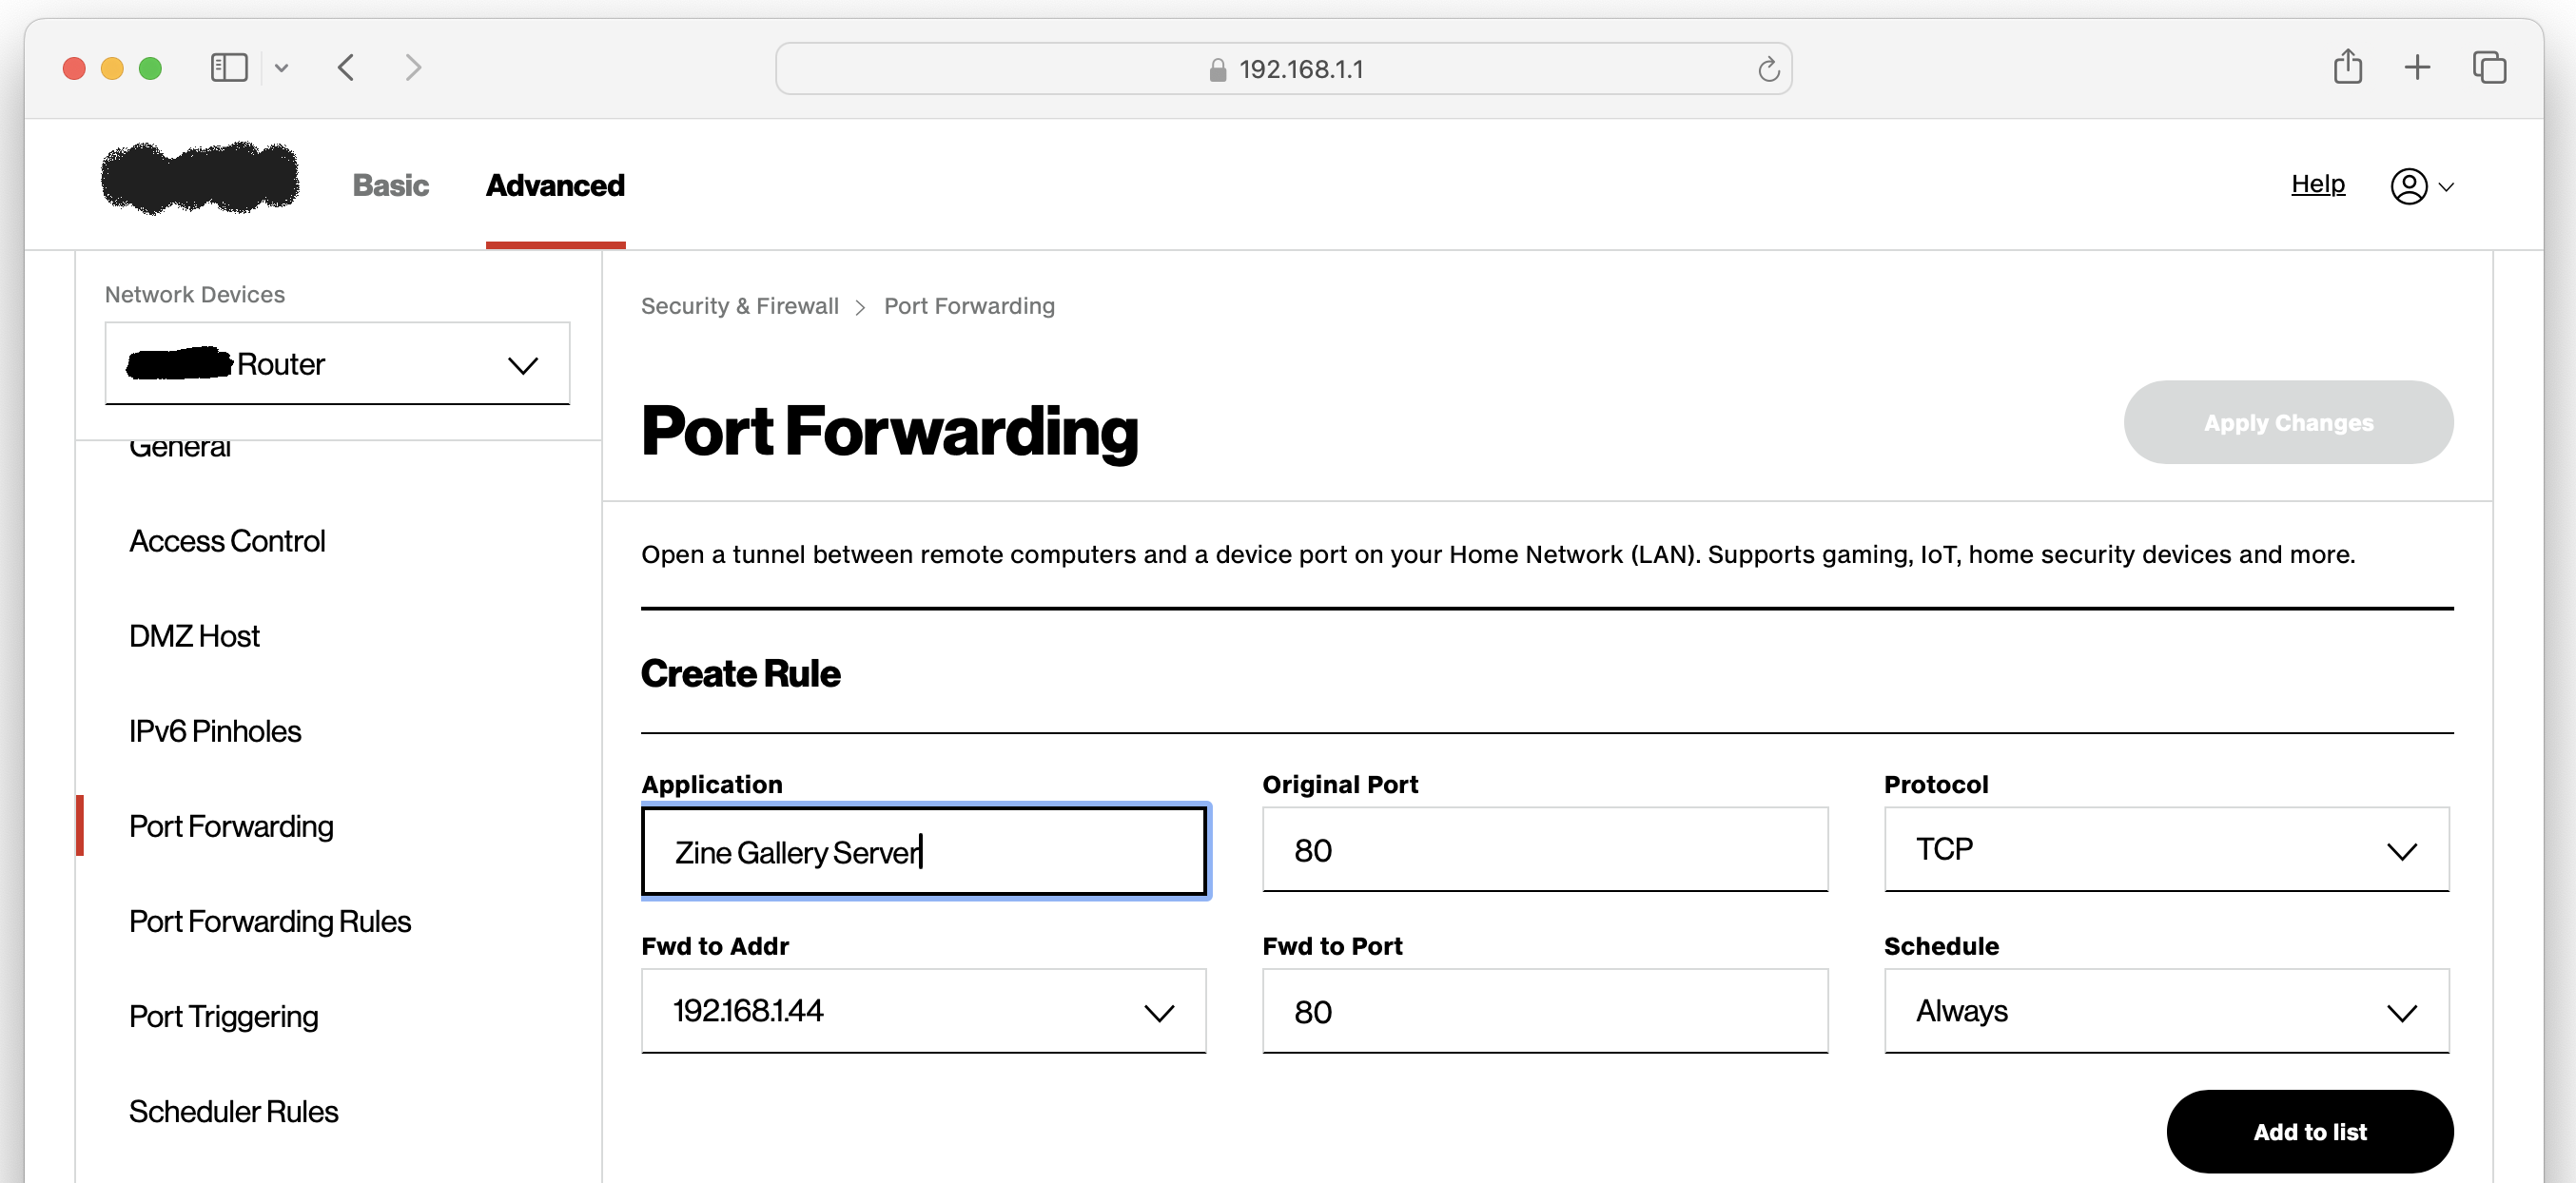 192.168.1.1
Basic Advanced Help
Network Devices
Router
General
Access Control
DMZ Host
IPv6 Pinholes
Port Forwarding
Port Forwarding Rules
Port Triggering
Scheduler Rules
Security & Firewall > Port Forwarding
Port Forwarding
Apply Changes
Open a tunnel between remote computers and a device port on your Home Network (LAN). Supports gaming, IoT, home security devices and more.
Create Rule
Application Original Port Protocol
Zine Gallery Server 80 TCP
Fwd to Addr Fwd to Port Schedule
192.168.1.44 80 Always
Add to list